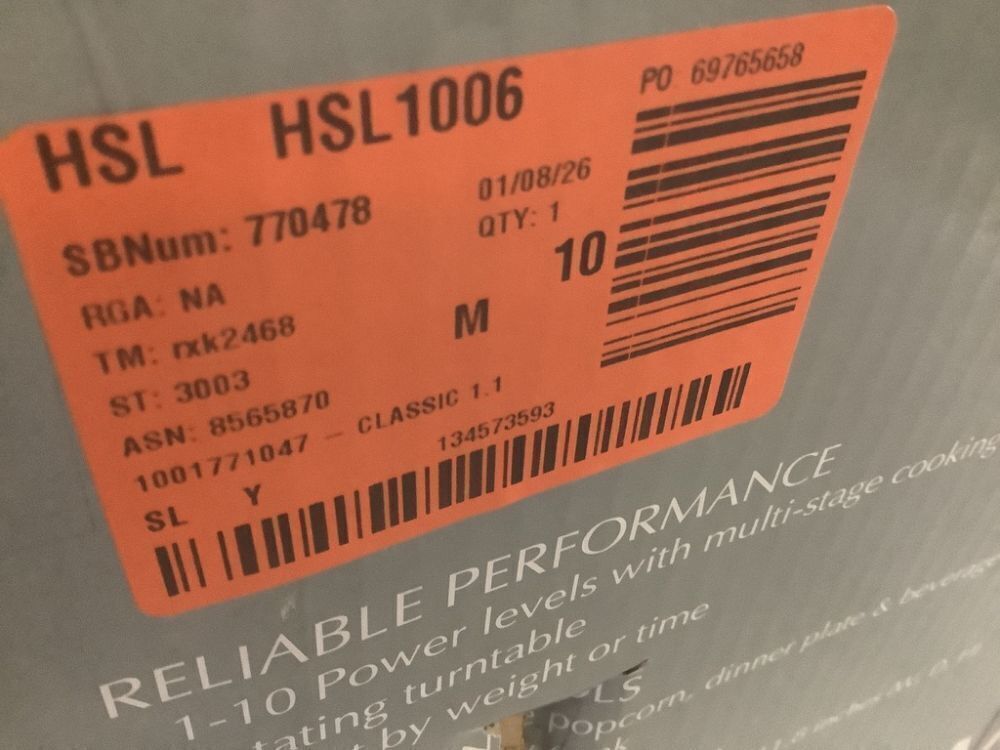 HSL HSL1006
PO 69765658
SBNum: 770478
01/08/26
QTY: 1
RGA: NA
10
TM: rxk2468
M
ST: 3003
ASN: 8565870
1001771047 - CLASSIC 1.1
134573593
SL Y
RELIABLE PERFORMANCE
1-10 Power levels with multi-stage cooking
tating turntable
t by weight or time
LS
popcorn, dinner plate & beverage